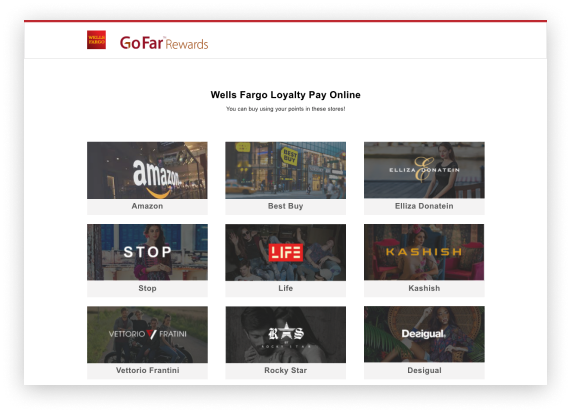 WELLS
FARGO
GoFar Rewards
Wells Fargo Loyalty Pay Online
You can buy using your points in these stores!
amazon
BEST BUY
ELLIZA DONATEIN
Amazon
Best Buy
Elliza Donatein
STOP
LIFE
KASHISH
Stop
Life
Kashish
VETTORIO FRATINI
R S
ROCKY STAR
Desigual.
Vettorio Frantini
Rocky Star
Desigual